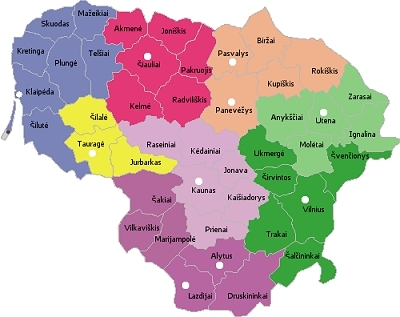 Skuodas
Mažeikiai
Akmenė
Joniškis
Biržai
Kretinga
Plungė
Telšiai
Šiauliai
Pakruojis
Pasvalys
Rokiškis
Kupiškis
Klaipėda
Kelmė
Radviliškis
Panevėžys
Zarasai
Šilutė
Šilalė
Anykščiai
Utena
Ignalina
Tauragė
Raseiniai
Kėdainiai
Ukmergė
Molėtai
Švenčionys
Jurbarkas
Jonava
Širvintos
Kaunas
Kaišiadorys
Šakiai
Vilnius
Vilkaviškis
Marijampolė
Prienai
Trakai
Alytus
Šalčininkai
Lazdijai
Druskininkai